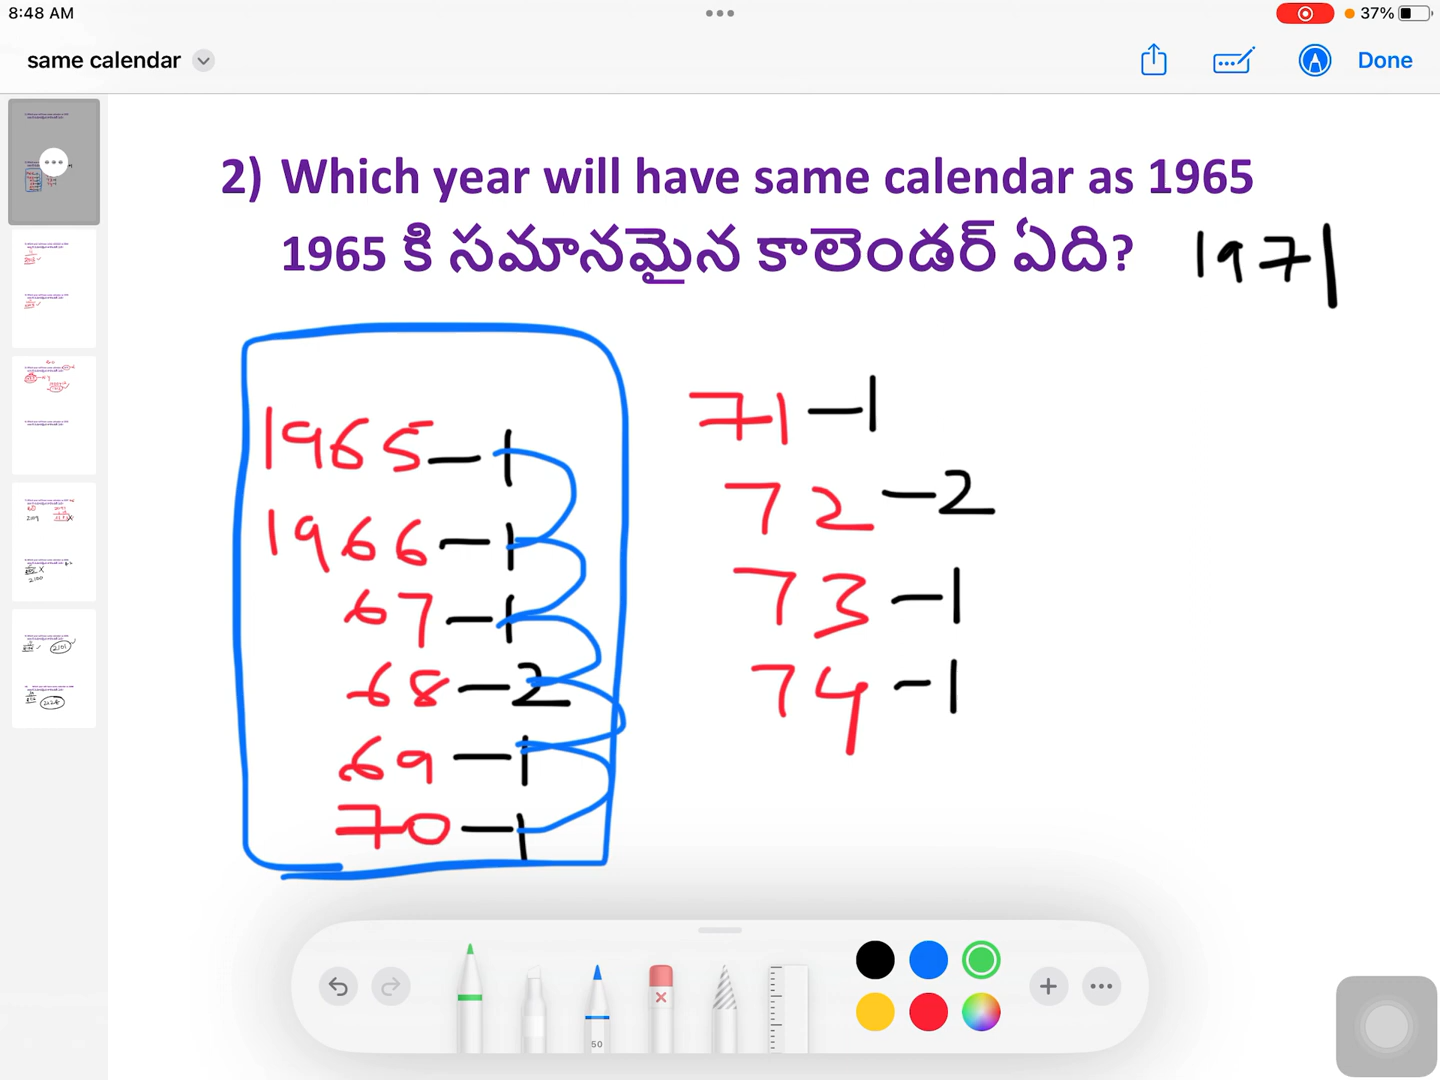 8:48 AM
37%
same calendar
Done
2) Which year will have same calendar as 1965
1965 కి సమానమైన కాలెండర్ ఏది?
1971
1965 – 1
1966 – 1
67 – 1
68 – 2
69 – 1
70 – 1
71 – 1
72 – 2
73 – 1
74 – 1
50